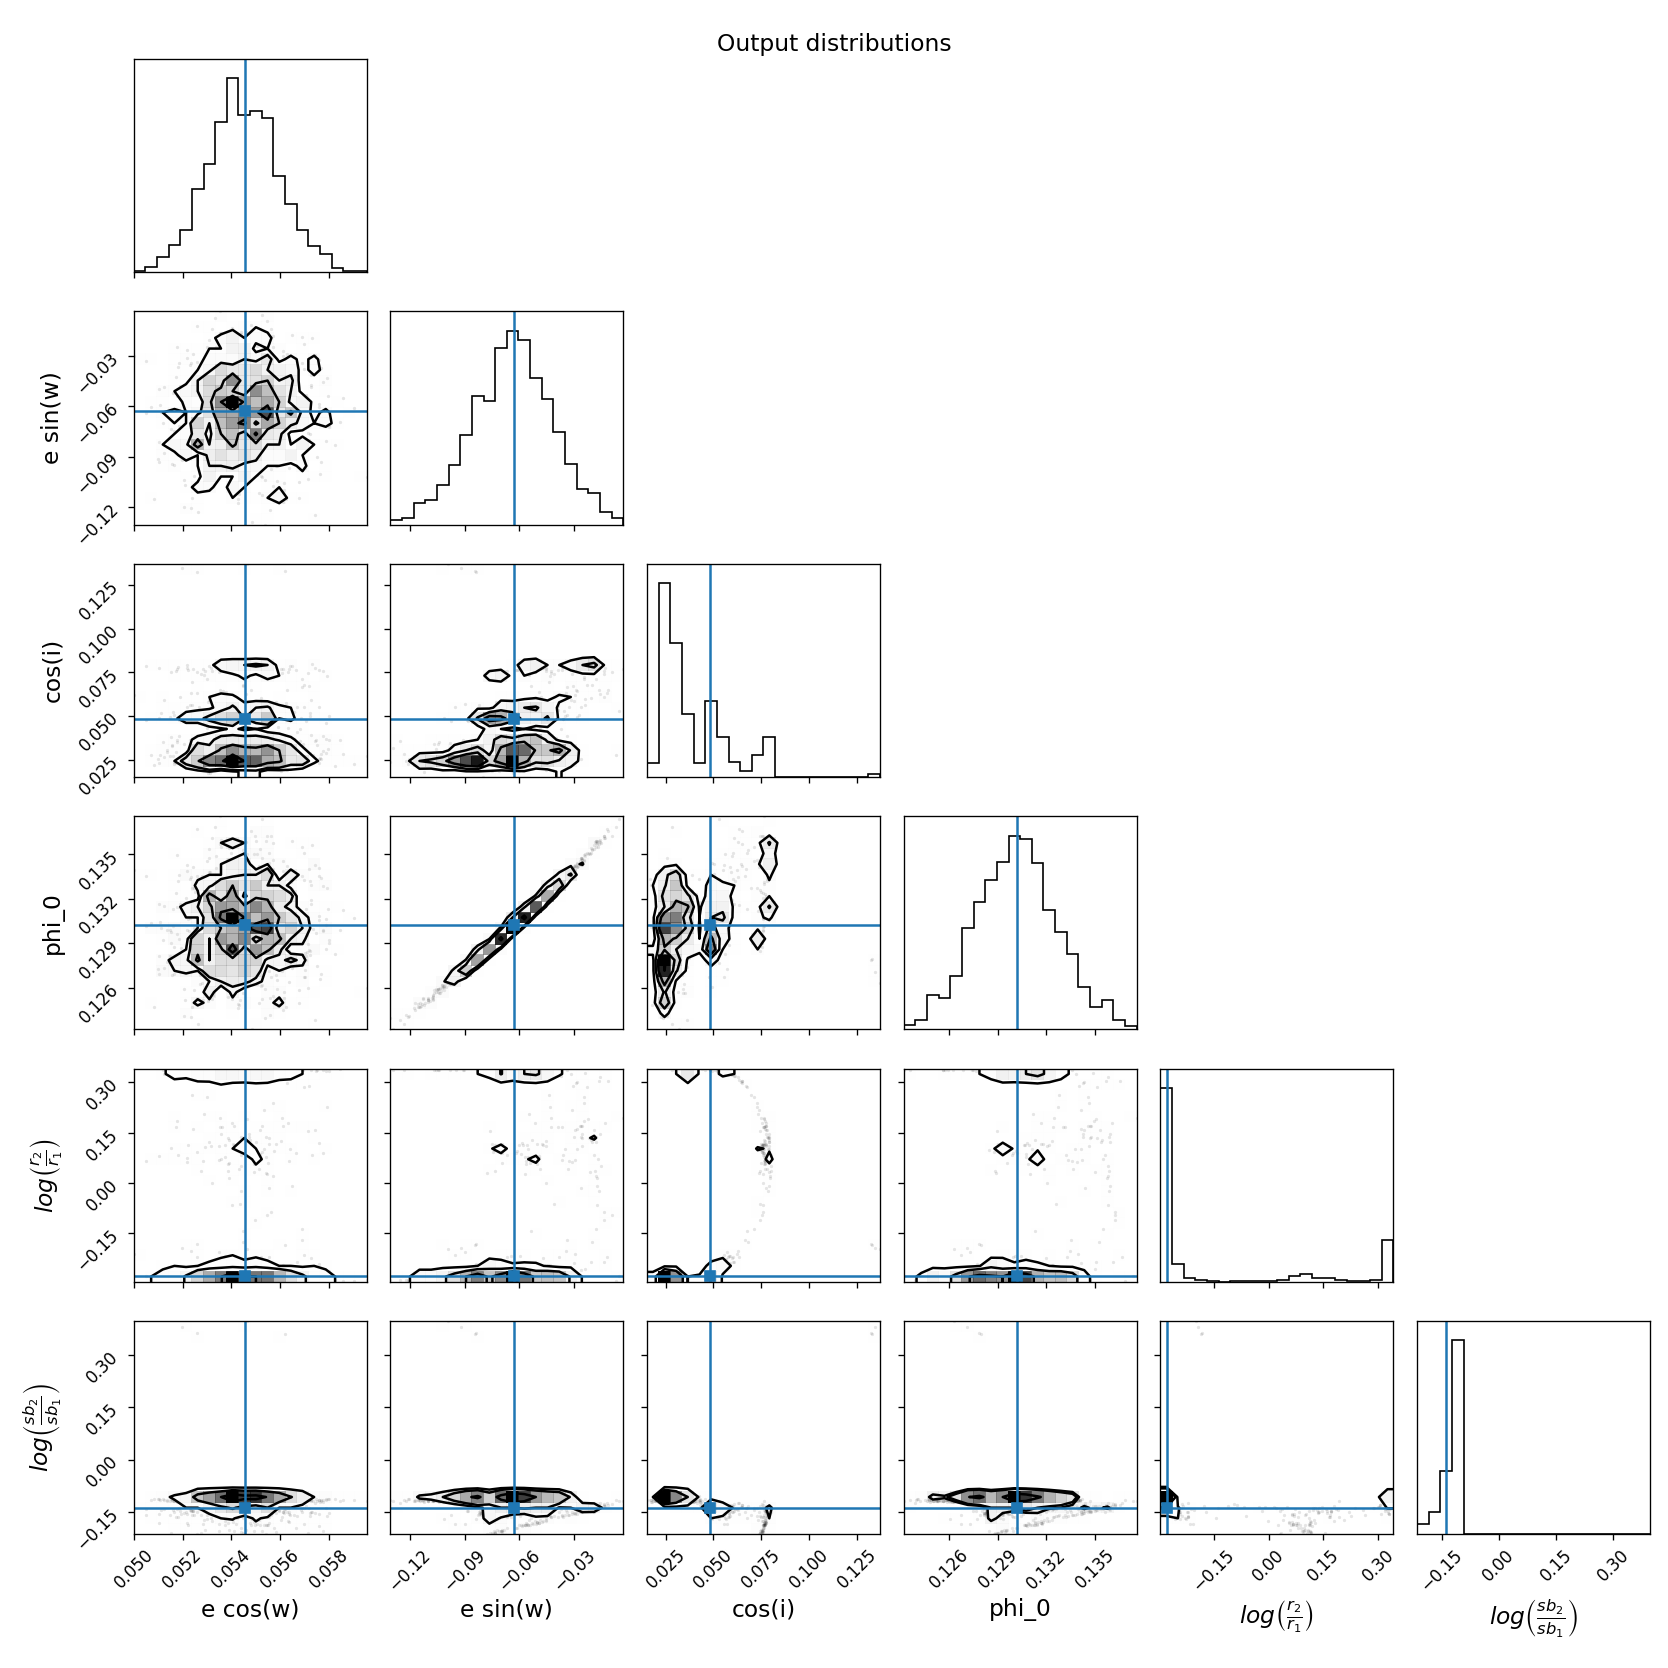 Output distributions
e sin(w)
−0.03
−0.06
−0.09
−0.12
cos(i)
0.125
0.100
0.075
0.050
0.025
phi_0
0.135
0.132
0.129
0.126
log(r2/r1)
0.30
0.15
0.00
−0.15
log(sb2/sb1)
0.30
0.15
0.00
−0.15
0.050 0.052 0.054 0.056 0.058
−0.12 −0.09 −0.06 −0.03
0.025 0.050 0.075 0.100 0.125
0.126 0.129 0.132 0.135
−0.15 0.00 0.15 0.30
−0.15 0.00 0.15 0.30
e cos(w)
e sin(w)
cos(i)
phi_0
log(r2/r1)
log(sb2/sb1)